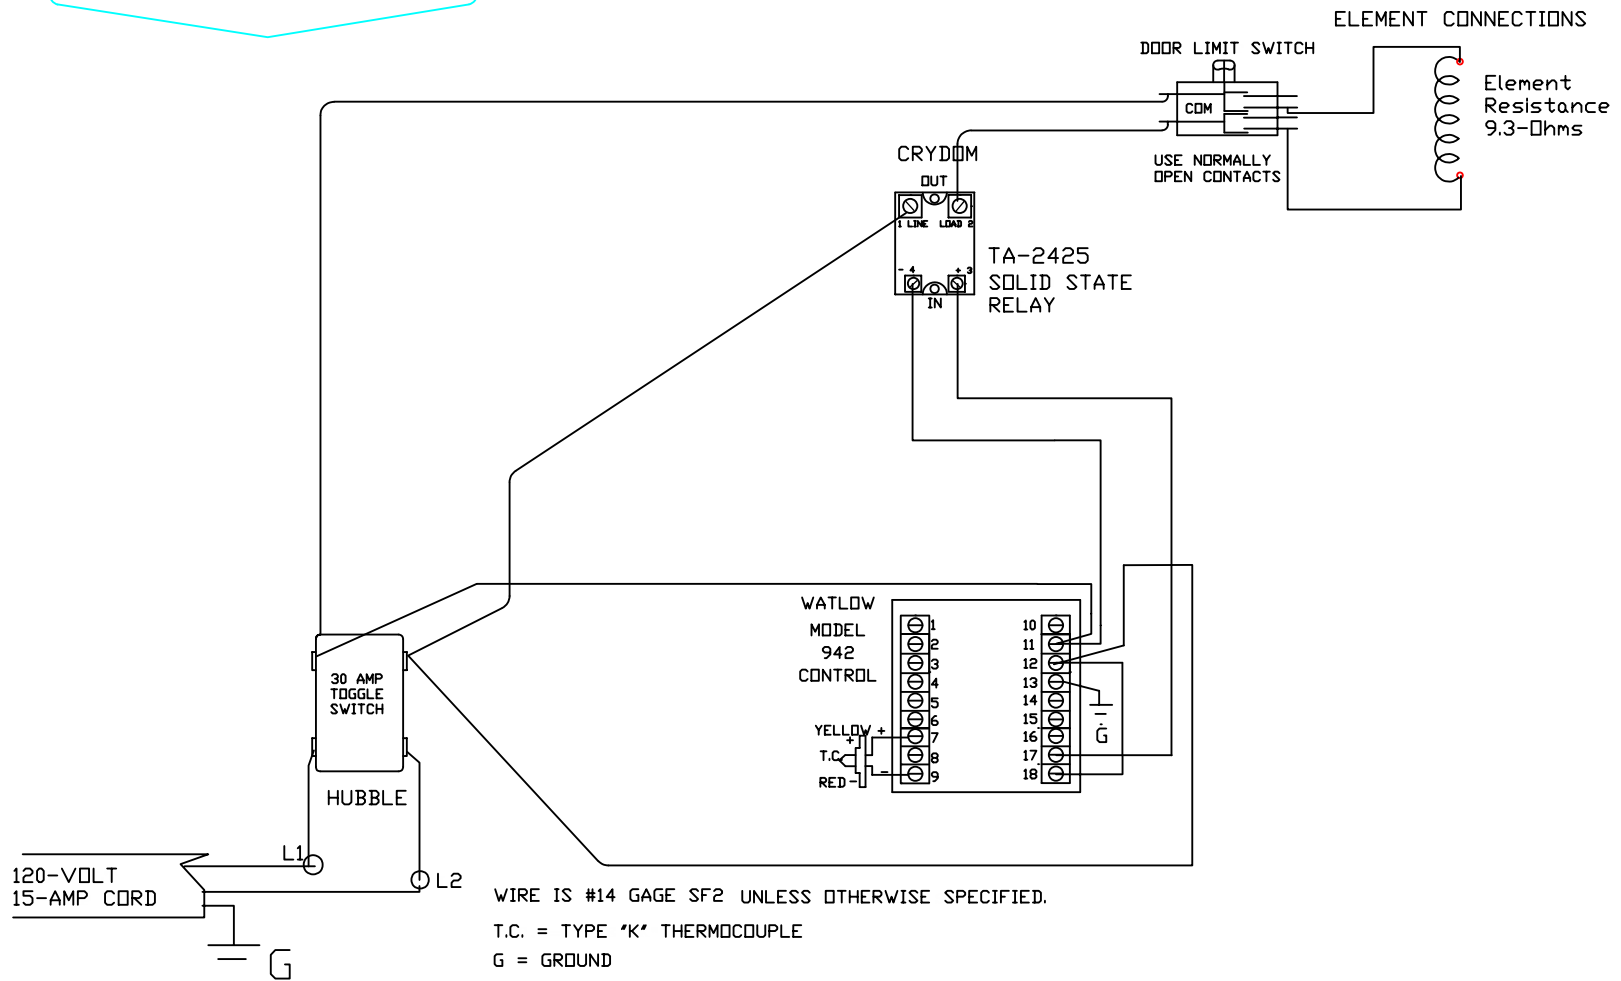 ELEMENT CONNECTIONS
DOOR LIMIT SWITCH
COM
Element
Resistance
9.3-Ohms
USE NORMALLY
OPEN CONTACTS
CRYDOM
OUT
1 LINE LOAD 2
- 4 + 3
IN
TA-2425
SOLID STATE
RELAY
WATLOW
MODEL
942
CONTROL
1
2
3
4
5
6
7
8
9
10
11
12
13
14
15
16
17
18
G
YELLOW +
+
T.C.
-
RED -
30 AMP
TOGGLE
SWITCH
HUBBLE
L1
L2
120-VOLT
15-AMP CORD
G
WIRE IS #14 GAGE SF2 UNLESS OTHERWISE SPECIFIED.
T.C. = TYPE "K" THERMOCOUPLE
G = GROUND